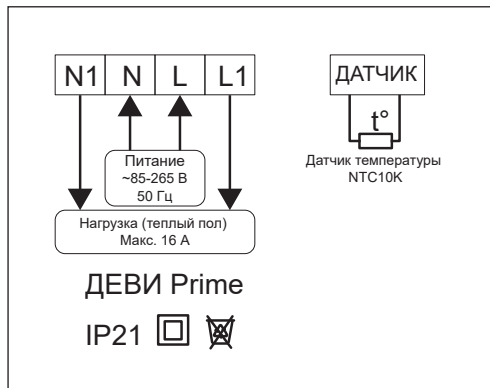 N1 N L L1
ДАТЧИК
t°
Датчик температуры
NTC10K
Питание
~85-265 В
50 Гц
Нагрузка (теплый пол)
Макс. 16 А
ДЕВИ Prime
IP21